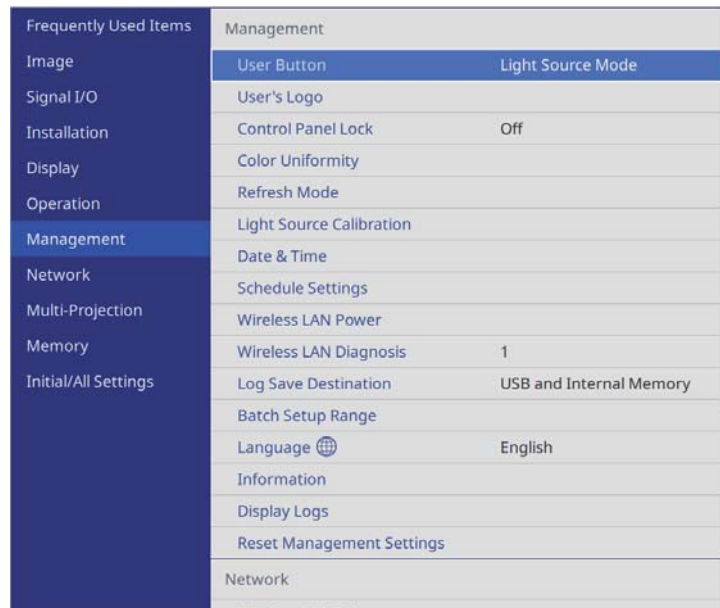 Frequently Used Items
Image
Signal I/O
Installation
Display
Operation
Management
Network
Multi-Projection
Memory
Initial/All Settings
Management
User Button Light Source Mode
User's Logo
Control Panel Lock Off
Color Uniformity
Refresh Mode
Light Source Calibration
Date & Time
Schedule Settings
Wireless LAN Power
Wireless LAN Diagnosis 1
Log Save Destination USB and Internal Memory
Batch Setup Range
Language English
Information
Display Logs
Reset Management Settings
Network